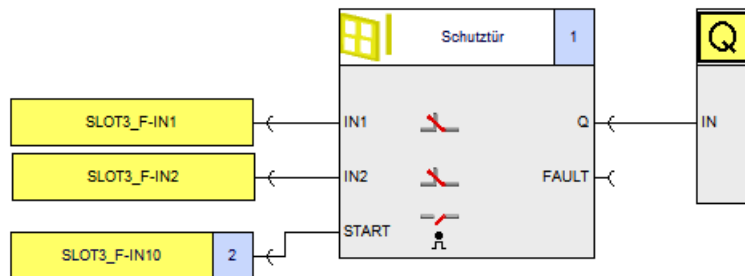 Schutztür 1
Q
SLOT3_F-IN1
IN1
Q
IN
SLOT3_F-IN2
IN2
FAULT
SLOT3_F-IN10 2
START